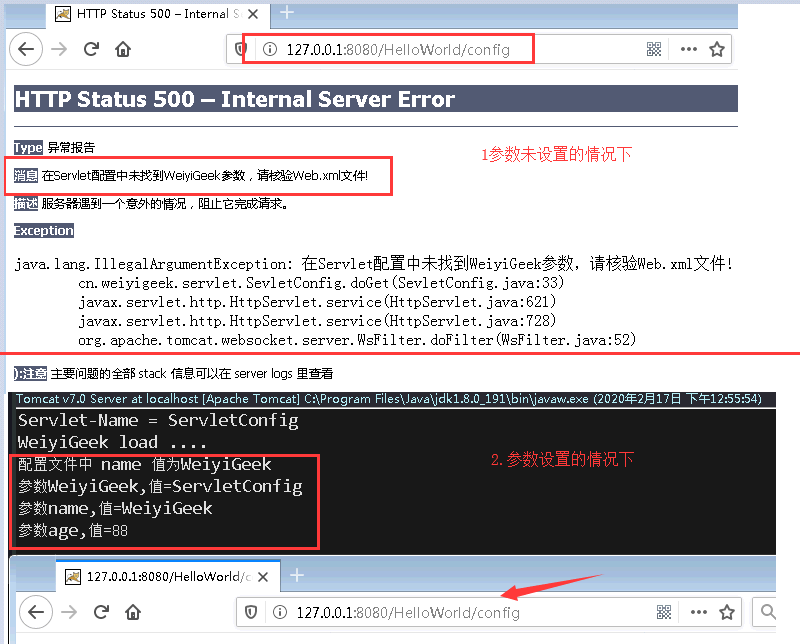 HTTP Status 500 – Internal S
127.0.0.1:8080/HelloWorld/config
HTTP Status 500 – Internal Server Error
Type 异常报告
1参数未设置的情况下
消息 在Servlet配置中未找到WeiyiGeek参数，请核验Web.xml文件!
描述 服务器遇到一个意外的情况，阻止它完成请求。
Exception
java.lang.IllegalArgumentException: 在Servlet配置中未找到WeiyiGeek参数，请核验Web.xml文件!
cn.weiyigeek.servlet.SevletConfig.doGet(SevletConfig.java:33)
javax.servlet.http.HttpServlet.service(HttpServlet.java:621)
javax.servlet.http.HttpServlet.service(HttpServlet.java:728)
org.apache.tomcat.websocket.server.WsFilter.doFilter(WsFilter.java:52)
):注意 主要问题的全部 stack 信息可以在 server logs 里查看
Tomcat v7.0 Server at localhost [Apache Tomcat] C:\Program Files\Java\jdk1.8.0_191\bin\javaw.exe (2020年2月17日 下午12:55:54)
Servlet-Name = ServletConfig
WeiyiGeek load ....
配置文件中 name 值为WeiyiGeek
2.参数设置的情况下
参数WeiyiGeek,值=ServletConfig
参数name,值=WeiyiGeek
参数age,值=88
127.0.0.1:8080/HelloWorld/c
127.0.0.1:8080/HelloWorld/config